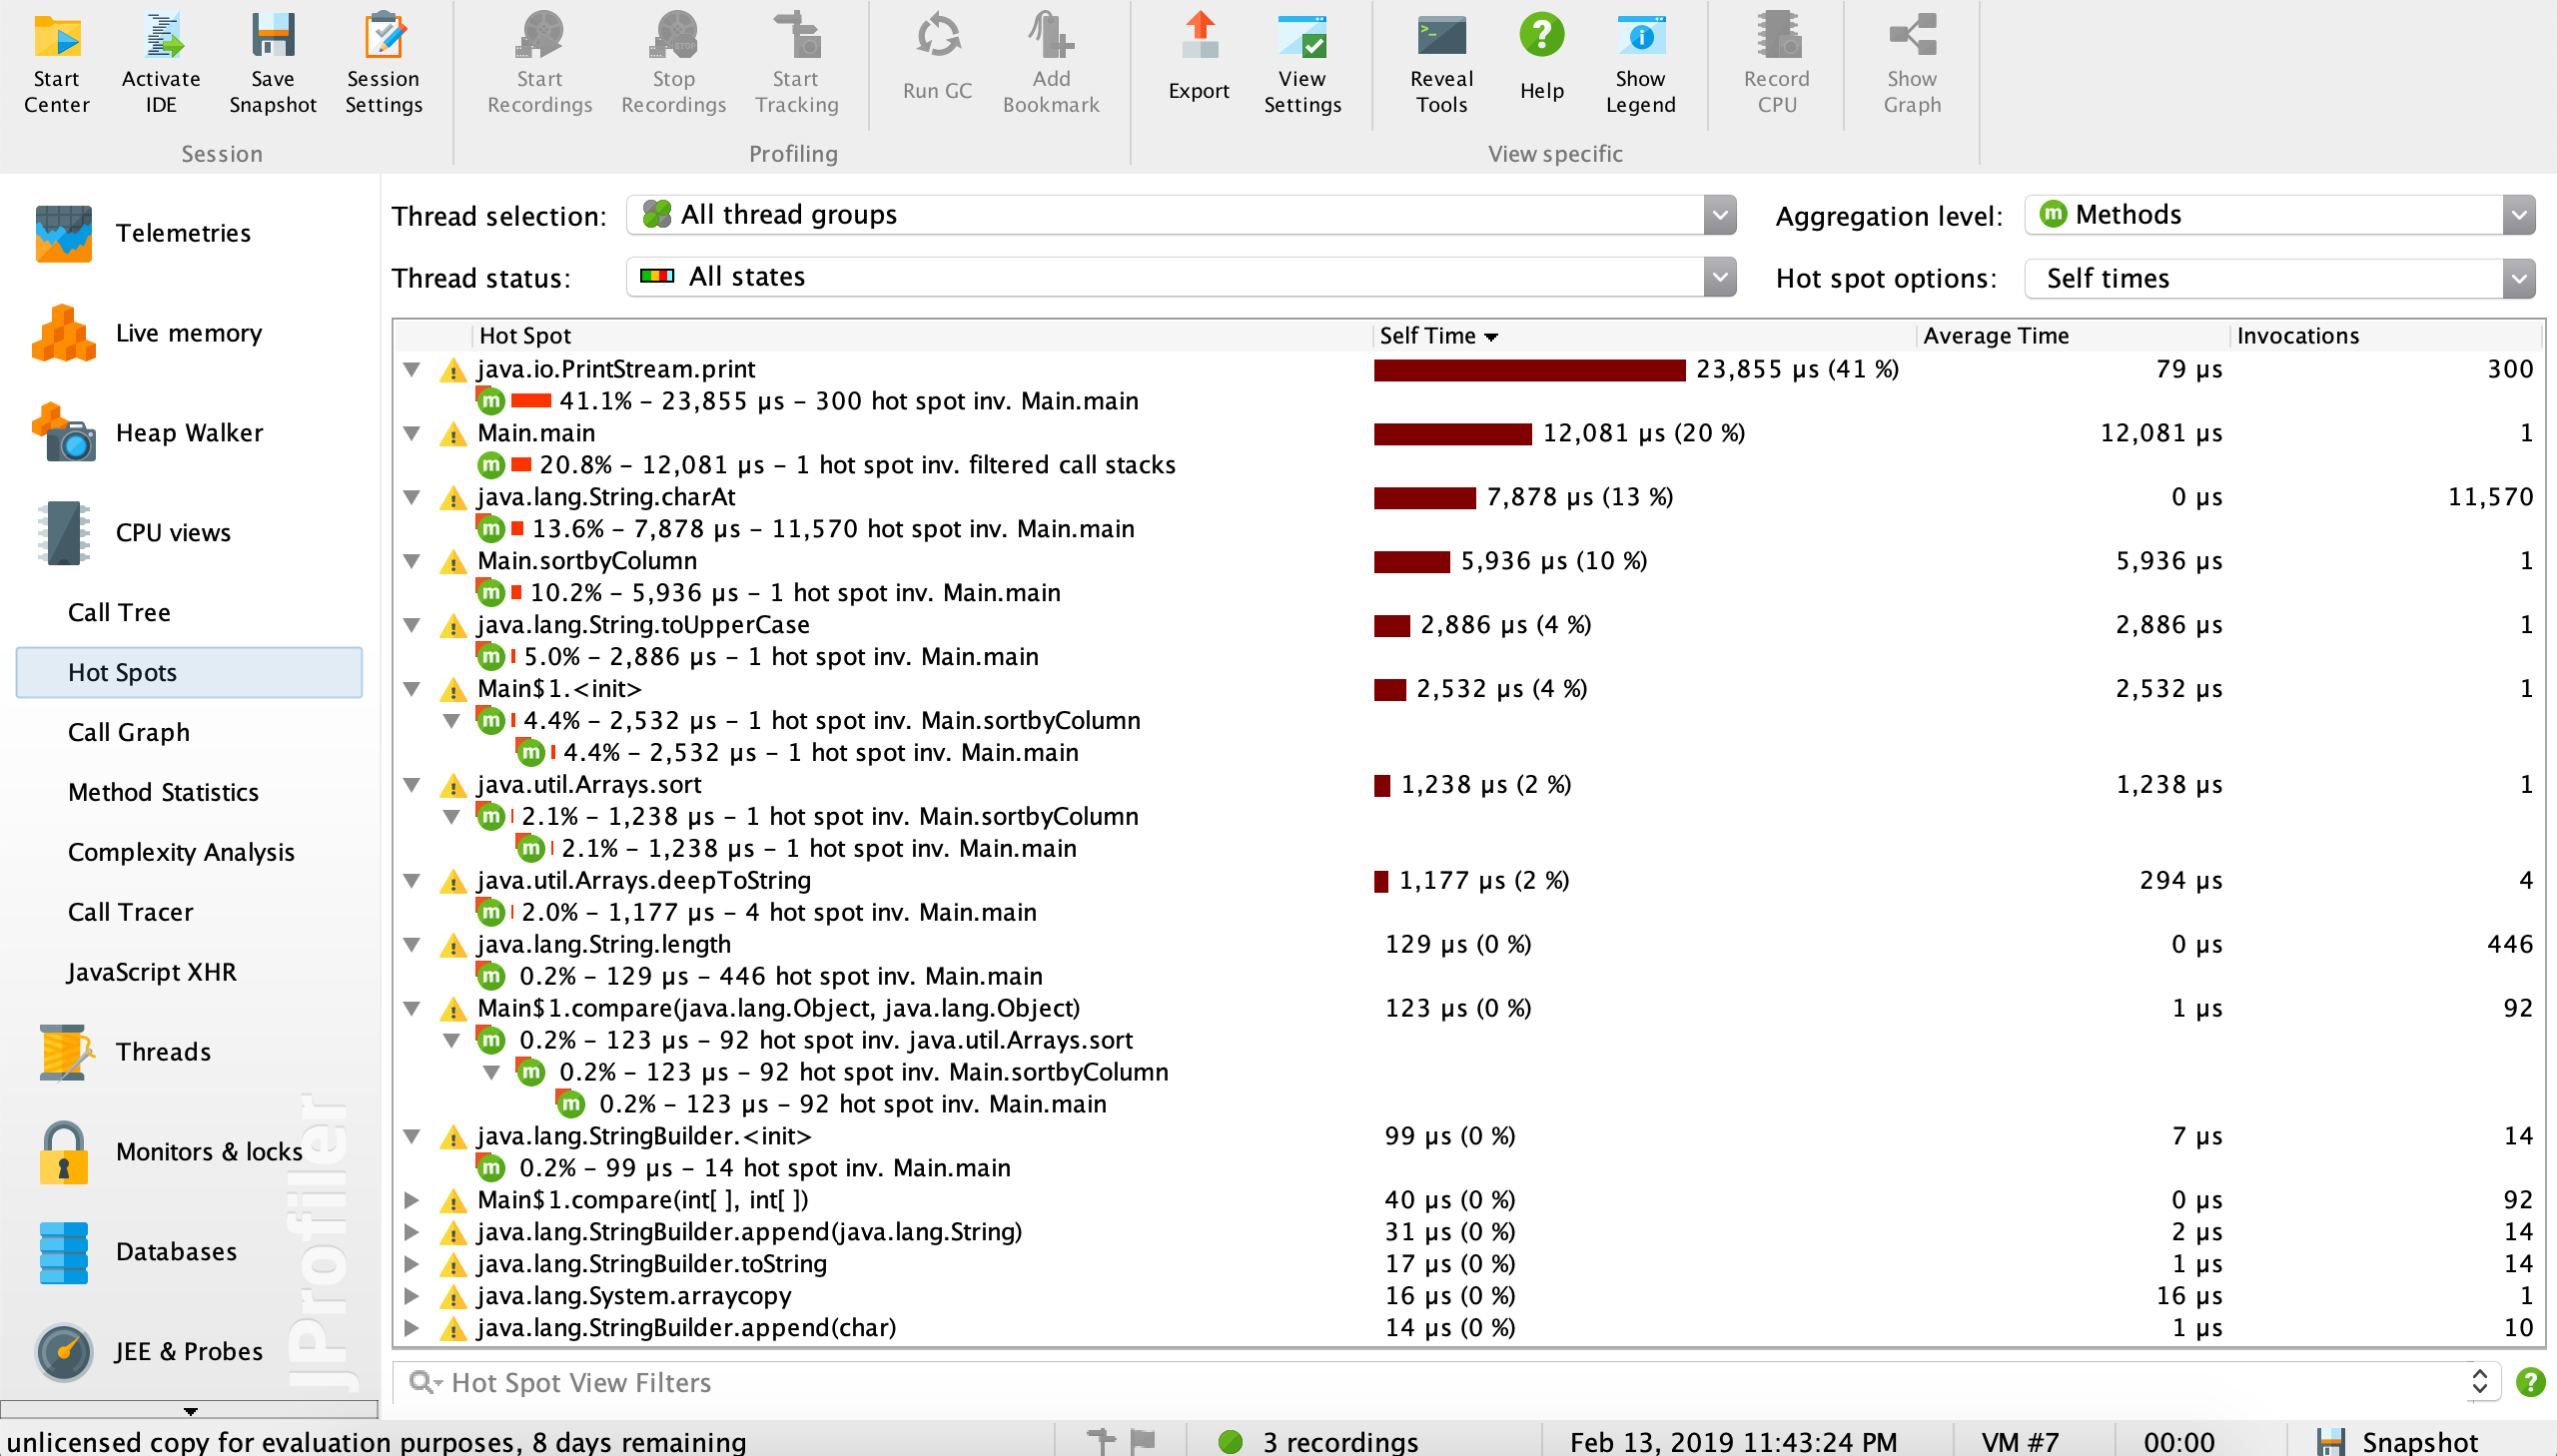 Start Center
Activate IDE
Save Snapshot
Session Settings
Start Recordings
Stop Recordings
Start Tracking
Run GC
Add Bookmark
Export
View Settings
Reveal Tools
Help
Show Legend
Record CPU
Show Graph
Session
Profiling
View specific
Telemetries
Live memory
Heap Walker
CPU views
Call Tree
Hot Spots
Call Graph
Method Statistics
Complexity Analysis
Call Tracer
JavaScript XHR
Threads
Monitors & locks
Databases
JEE & Probes
JProfiler
Thread selection: All thread groups
Aggregation level: m Methods
Thread status: All states
Hot spot options: Self times
Hot Spot Self Time Average Time Invocations
java.io.PrintStream.print 23,855 µs (41 %) 79 µs 300
m 41.1% – 23,855 µs – 300 hot spot inv. Main.main
Main.main 12,081 µs (20 %) 12,081 µs 1
m 20.8% – 12,081 µs – 1 hot spot inv. filtered call stacks
java.lang.String.charAt 7,878 µs (13 %) 0 µs 11,570
m 13.6% – 7,878 µs – 11,570 hot spot inv. Main.main
Main.sortbyColumn 5,936 µs (10 %) 5,936 µs 1
m 10.2% – 5,936 µs – 1 hot spot inv. Main.main
java.lang.String.toUpperCase 2,886 µs (4 %) 2,886 µs 1
m 5.0% – 2,886 µs – 1 hot spot inv. Main.main
Main$1.<init> 2,532 µs (4 %) 2,532 µs 1
m 4.4% – 2,532 µs – 1 hot spot inv. Main.sortbyColumn
m 4.4% – 2,532 µs – 1 hot spot inv. Main.main
java.util.Arrays.sort 1,238 µs (2 %) 1,238 µs 1
m 2.1% – 1,238 µs – 1 hot spot inv. Main.sortbyColumn
m 2.1% – 1,238 µs – 1 hot spot inv. Main.main
java.util.Arrays.deepToString 1,177 µs (2 %) 294 µs 4
m 2.0% – 1,177 µs – 4 hot spot inv. Main.main
java.lang.String.length 129 µs (0 %) 0 µs 446
m 0.2% – 129 µs – 446 hot spot inv. Main.main
Main$1.compare(java.lang.Object, java.lang.Object) 123 µs (0 %) 1 µs 92
m 0.2% – 123 µs – 92 hot spot inv. java.util.Arrays.sort
m 0.2% – 123 µs – 92 hot spot inv. Main.sortbyColumn
m 0.2% – 123 µs – 92 hot spot inv. Main.main
java.lang.StringBuilder.<init> 99 µs (0 %) 7 µs 14
m 0.2% – 99 µs – 14 hot spot inv. Main.main
Main$1.compare(int[ ], int[ ]) 40 µs (0 %) 0 µs 92
java.lang.StringBuilder.append(java.lang.String) 31 µs (0 %) 2 µs 14
java.lang.StringBuilder.toString 17 µs (0 %) 1 µs 14
java.lang.System.arraycopy 16 µs (0 %) 16 µs 1
java.lang.StringBuilder.append(char) 14 µs (0 %) 1 µs 10
Hot Spot View Filters
unlicensed copy for evaluation purposes, 8 days remaining
3 recordings
Feb 13, 2019 11:43:24 PM
VM #7
00:00
Snapshot